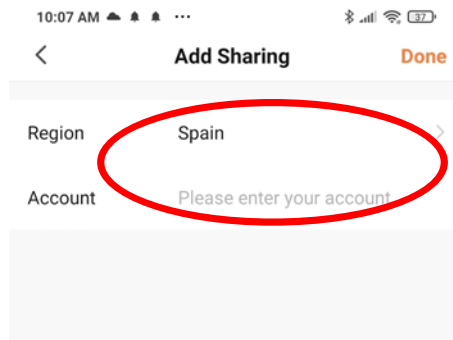 10:07 AM ... 37
Add Sharing Done
Region Spain
Account Please enter your account